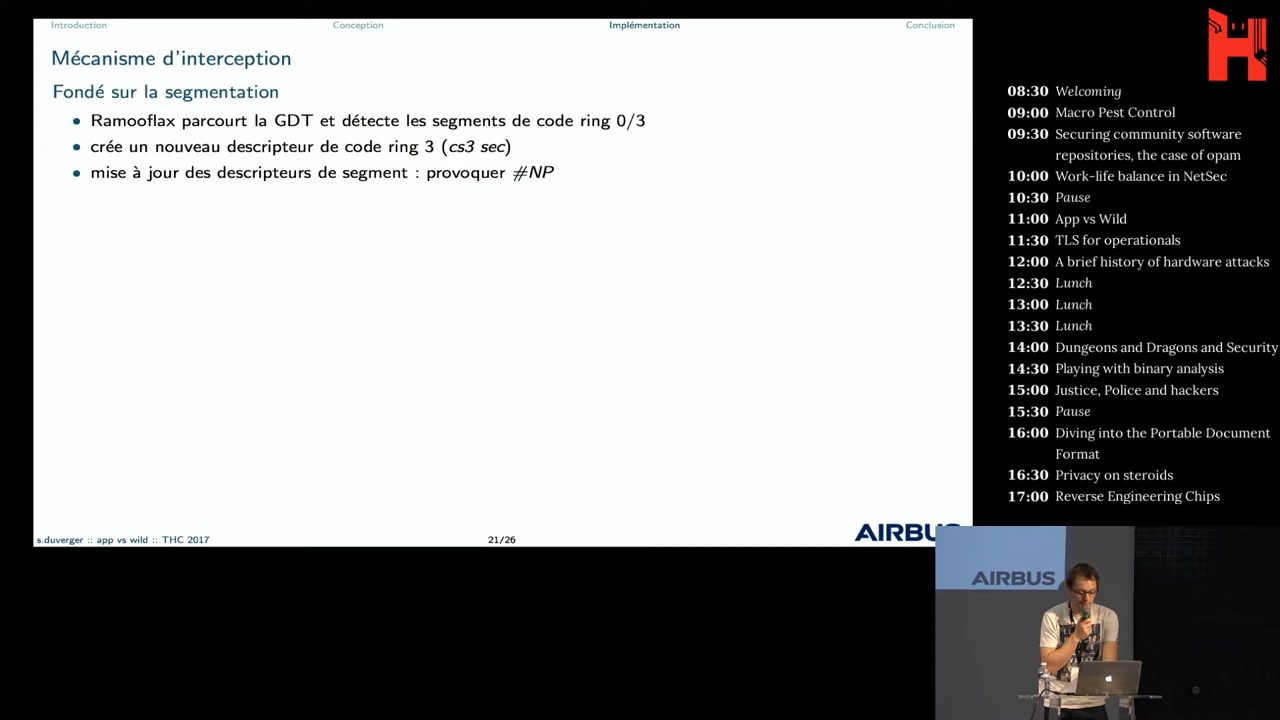 Introduction
Conception
Implémentation
Conclusion
Mécanisme d'interception
Fondé sur la segmentation
• Ramooflax parcourt la GDT et détecte les segments de code ring 0/3
• crée un nouveau descripteur de code ring 3 (cs3 sec)
• mise à jour des descripteurs de segment : provoquer #NP
s.duverger :: app vs wild :: THC 2017
21/26
AIRBUS
08:30 Welcoming
09:00 Macro Pest Control
09:30 Securing community software
repositories, the case of opam
10:00 Work-life balance in NetSec
10:30 Pause
11:00 App vs Wild
11:30 TLS for operationals
12:00 A brief history of hardware attacks
12:30 Lunch
13:00 Lunch
13:30 Lunch
14:00 Dungeons and Dragons and Security
14:30 Playing with binary analysis
15:00 Justice, Police and hackers
15:30 Pause
16:00 Diving into the Portable Document
Format
16:30 Privacy on steroids
17:00 Reverse Engineering Chips
AIRBUS